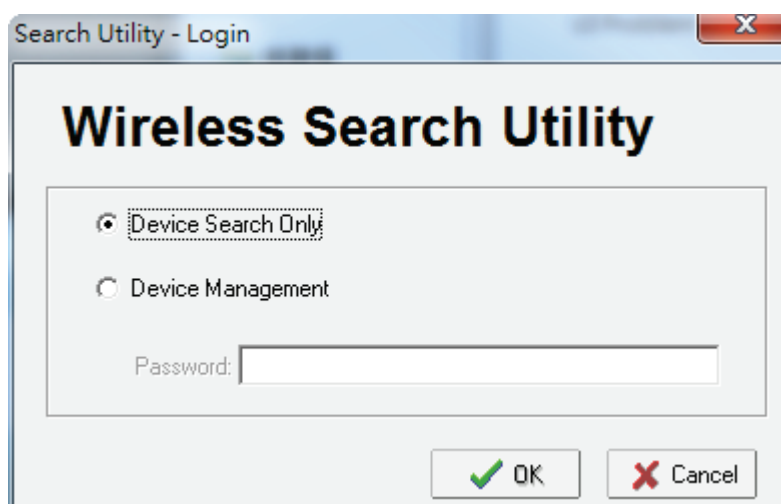 Search Utility - Login
Wireless Search Utility
Device Search Only
Device Management
Password:
OK
Cancel